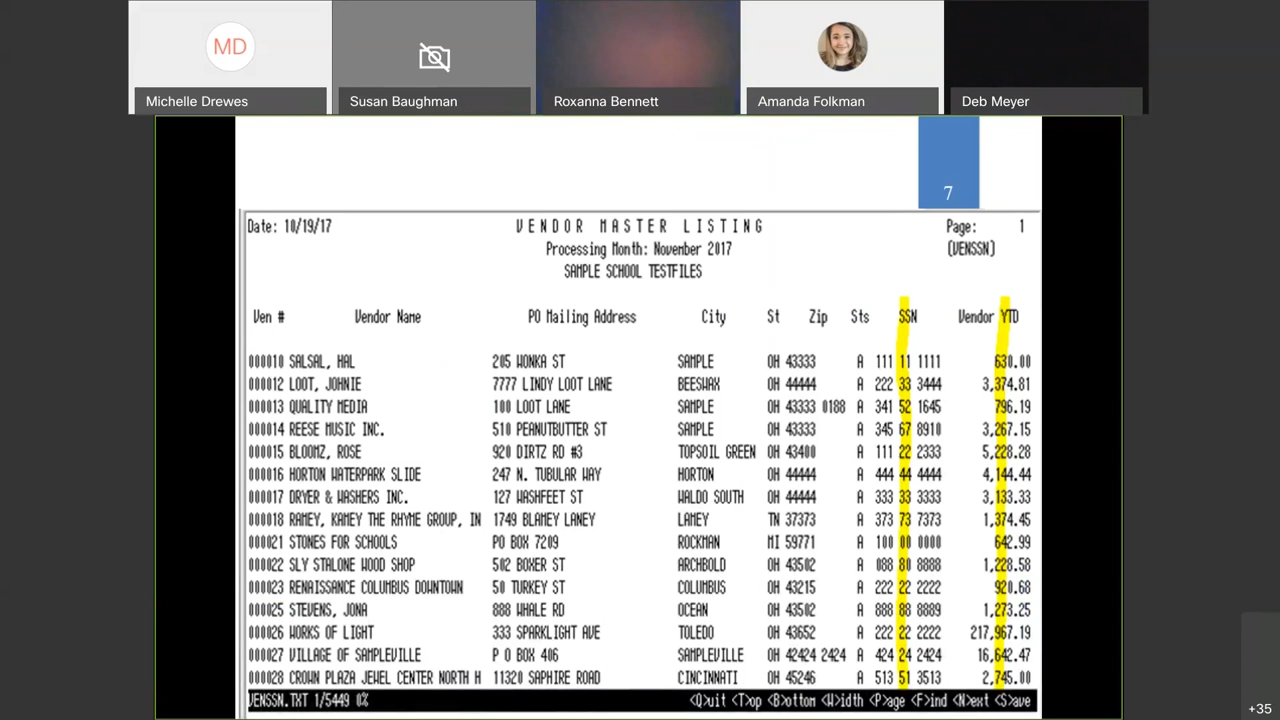 MD
Michelle Drewes
Susan Baughman
Roxanna Bennett
Amanda Folkman
Deb Meyer
7
Date: 10/19/17 VENDOR MASTER LISTING Page: 1
Processing Month: November 2017 (VENSSN)
SAMPLE SCHOOL TESTFILES
Ven # Vendor Name PO Mailing Address City St Zip Sts SSN Vendor YTD
000010 SALSAL, HAL 205 WONKA ST SAMPLE OH 43333 A 111 11 1111 630.00
000012 LOOT, JOHNIE 7777 LINDY LOOT LANE BEESWAX OH 44444 A 222 33 3444 3,374.81
000013 QUALITY MEDIA 100 LOOT LANE SAMPLE OH 43333 0188 A 341 52 1645 796.19
000014 REESE MUSIC INC. 510 PEANUTBUTTER ST SAMPLE OH 43333 A 345 67 8910 3,267.15
000015 BLOOMZ, ROSE 920 DIRTZ RD #3 TOPSOIL GREEN OH 43400 A 111 22 2333 5,228.28
000016 HORTON WATERPARK SLIDE 247 N. TUBULAR WAY HORTON OH 44444 A 444 44 4444 4,144.44
000017 DRYER & WASHERS INC. 127 WASHFEET ST WALDO SOUTH OH 44444 A 333 33 3333 3,133.33
000018 RAMEY, KAMEY THE RHYME GROUP, IN 1749 BLAMEY LANEY LAMEY TN 37373 A 373 73 7373 1,374.45
000021 STONES FOR SCHOOLS PO BOX 7209 ROCKMAN MI 59771 A 100 00 0000 642.99
000022 SLY STALONE WOOD SHOP 502 BOXER ST ARCHBOLD OH 43502 A 088 80 8888 1,228.58
000023 RENAISSANCE COLUMBUS DOWNTOWN 50 TURKEY ST COLUMBUS OH 43215 A 222 22 2222 920.68
000025 STEVENS, JONA 888 WHALE RD OCEAN OH 43502 A 888 88 8889 1,273.25
000026 WORKS OF LIGHT 333 SPARKLIGHT AVE TOLEDO OH 43652 A 222 22 2222 217,967.19
000027 VILLAGE OF SAMPLEVILLE P O BOX 406 SAMPLEVILLE OH 42424 2424 A 424 24 2424 16,642.47
000028 CROWN PLAZA JEWEL CENTER NORTH H 11320 SAPHIRE ROAD CINCINNATI OH 45246 A 513 51 3513 2,745.00
VENSSN.TXT 1/5449 0% <Q>uit <T>op <B>ottom <W>idth <P>age <F>ind <N>ext <S>ave
+35